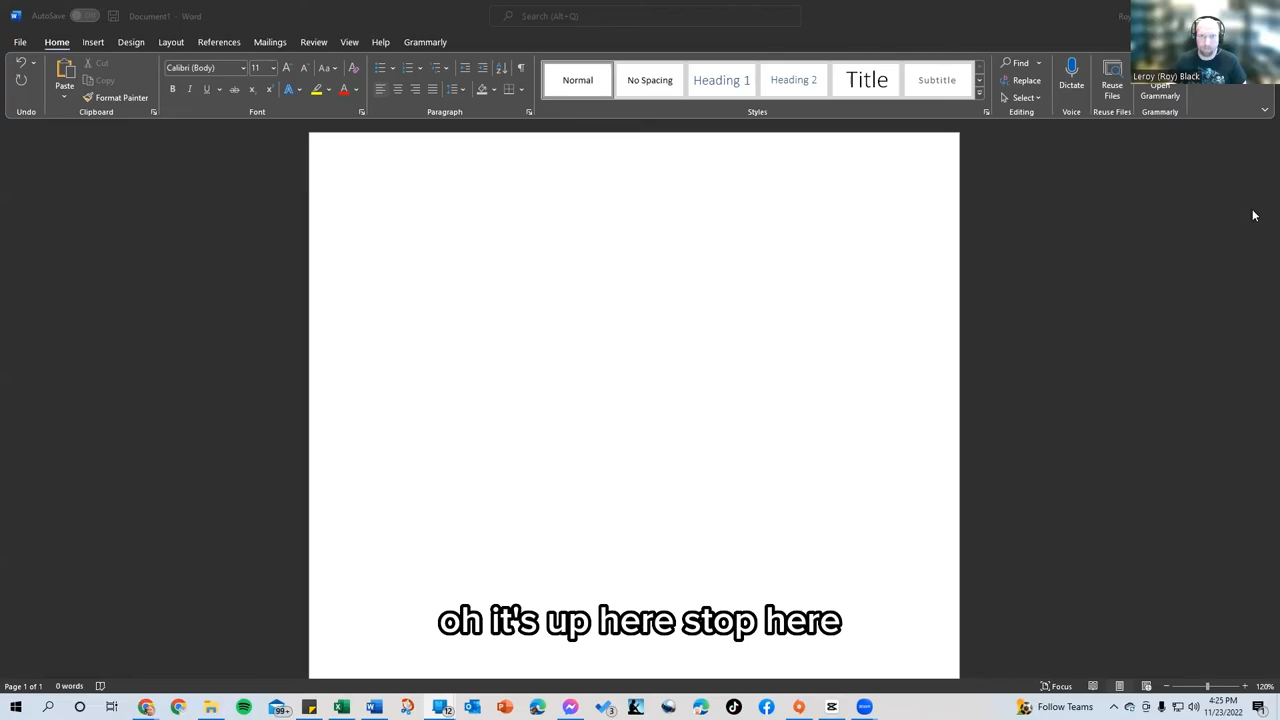 AutoSave Off Document1 - Word Search (Alt+Q)
File Home Insert Design Layout References Mailings Review View Help Grammarly
Leroy (Roy) Black
Paste Cut Copy Format Painter
Calibri (Body) 11
Normal No Spacing Heading 1 Heading 2 Title Subtitle
Find Replace Select
Dictate Reuse Files Open Grammarly
Undo Clipboard Font Paragraph Styles Editing Voice Reuse Files Grammarly
oh it's up here stop here
Page 1 of 1 0 words Focus 120%
99+ 3 12 Follow Teams 4:25 PM
11/23/2022